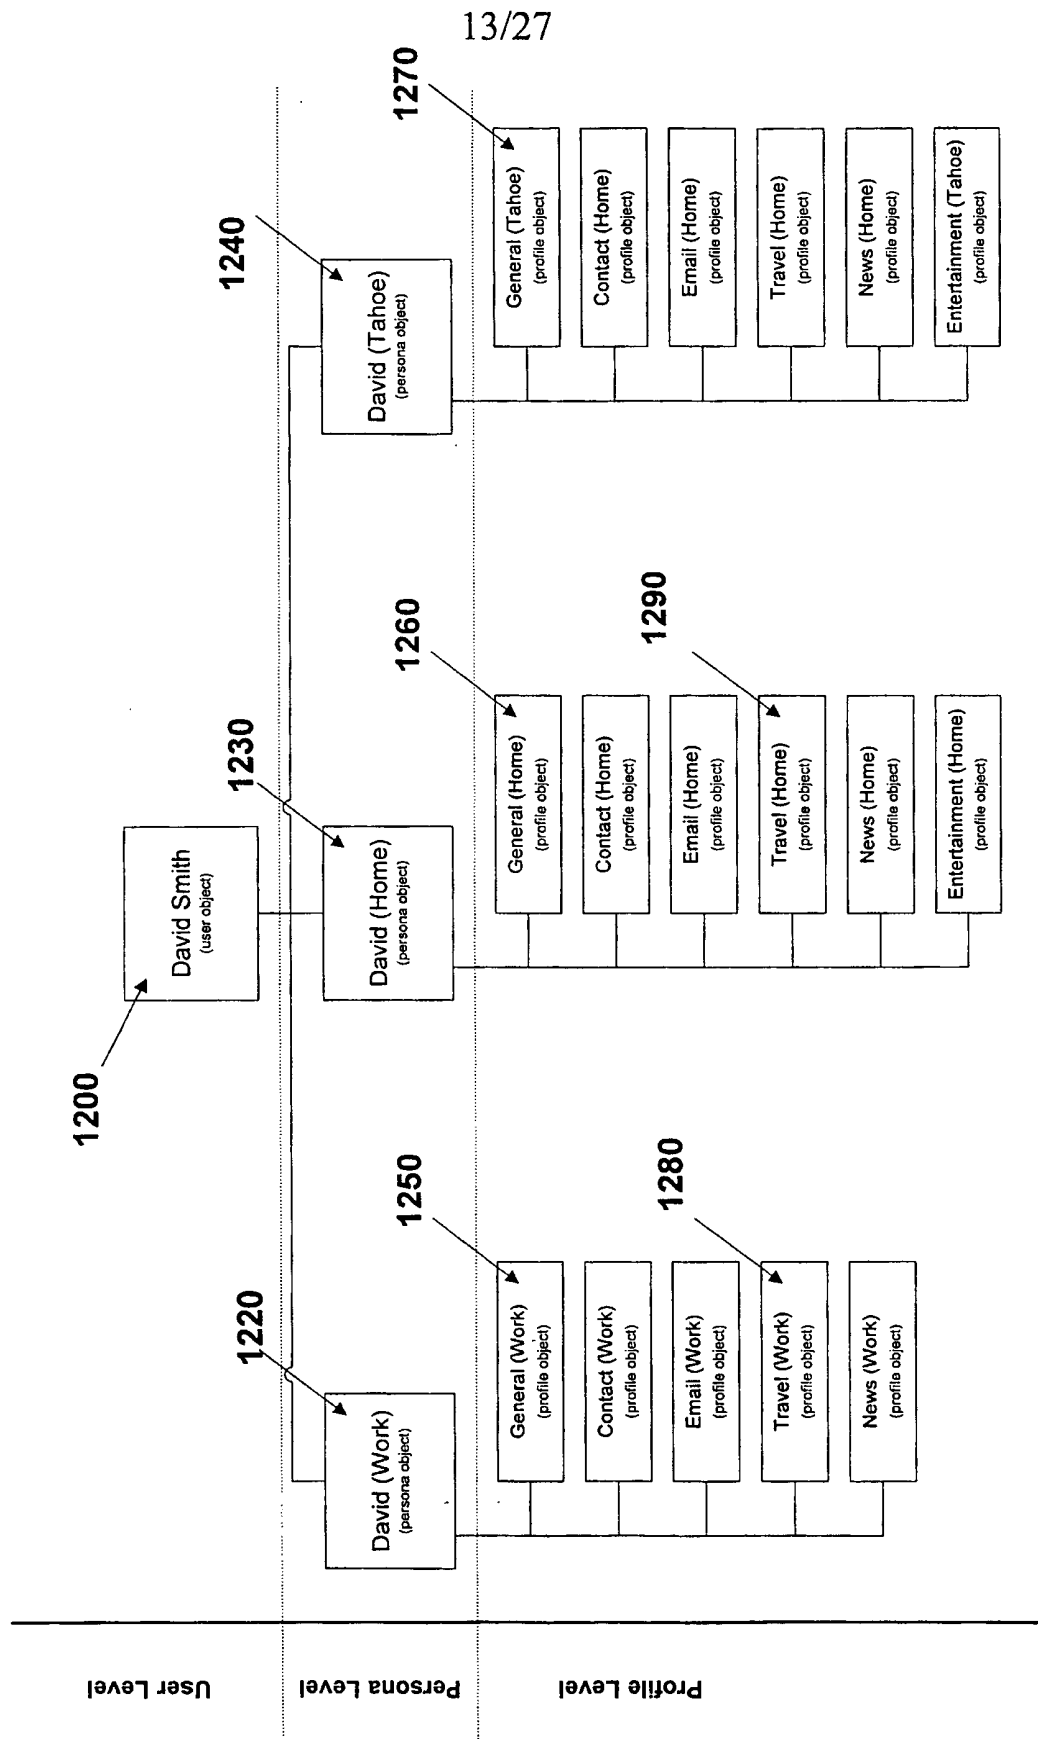 13/27
User Level
Persona Level
Profile Level
1200
David Smith
(user object)
1220
David (Work)
(persona object)
1230
David (Home)
(persona object)
1240
David (Tahoe)
(persona object)
1250
General (Work)
(profile object)
Contact (Work)
(profile object)
Email (Work)
(profile object)
1280
Travel (Work)
(profile object)
News (Work)
(profile object)
1260
General (Home)
(profile object)
Contact (Home)
(profile object)
Email (Home)
(profile object)
1290
Travel (Home)
(profile object)
News (Home)
(profile object)
Entertainment (Home)
(profile object)
1270
General (Tahoe)
(profile object)
Contact (Home)
(profile object)
Email (Home)
(profile object)
Travel (Home)
(profile object)
News (Home)
(profile object)
Entertainment (Tahoe)
(profile object)